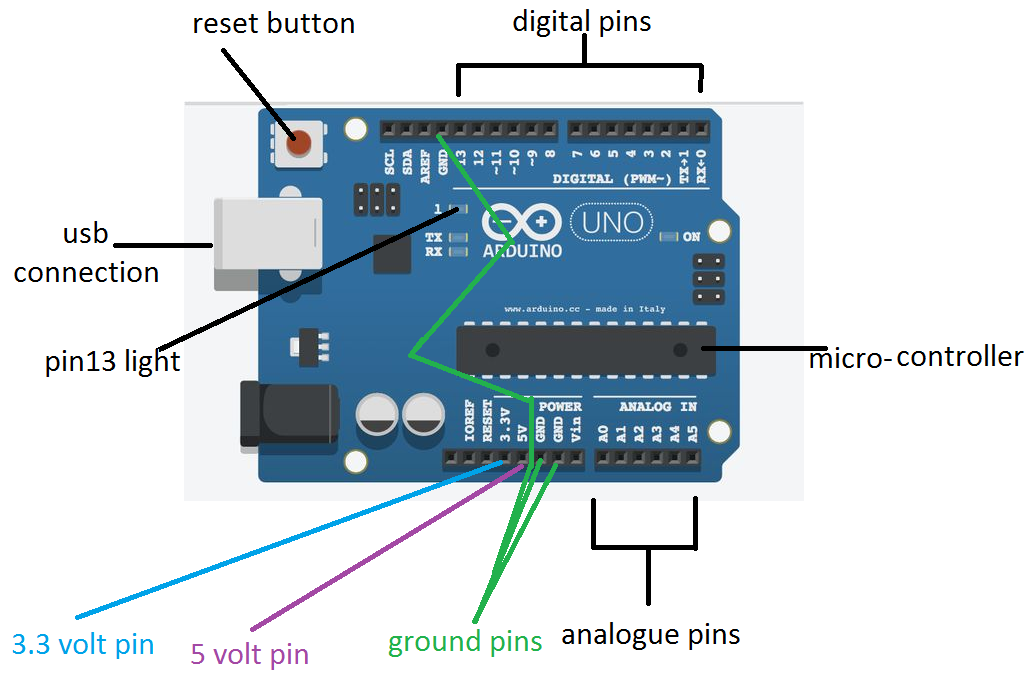 reset button
digital pins
SCL
SDA
AREF
GND
13
12
~11
~10
~9
8
7
6
5
4
3
2
TX→1
RX←0
DIGITAL (PWM~)
usb
connection
1
TX
RX
ARDUINO
UNO
ON
www.arduino.cc - made in Italy
pin13 light
micro-controller
IOREF
RESET
3.3V
5V
GND
GND
Vin
POWER
ANALOG IN
A0
A1
A2
A3
A4
A5
3.3 volt pin
5 volt pin
ground pins
analogue pins